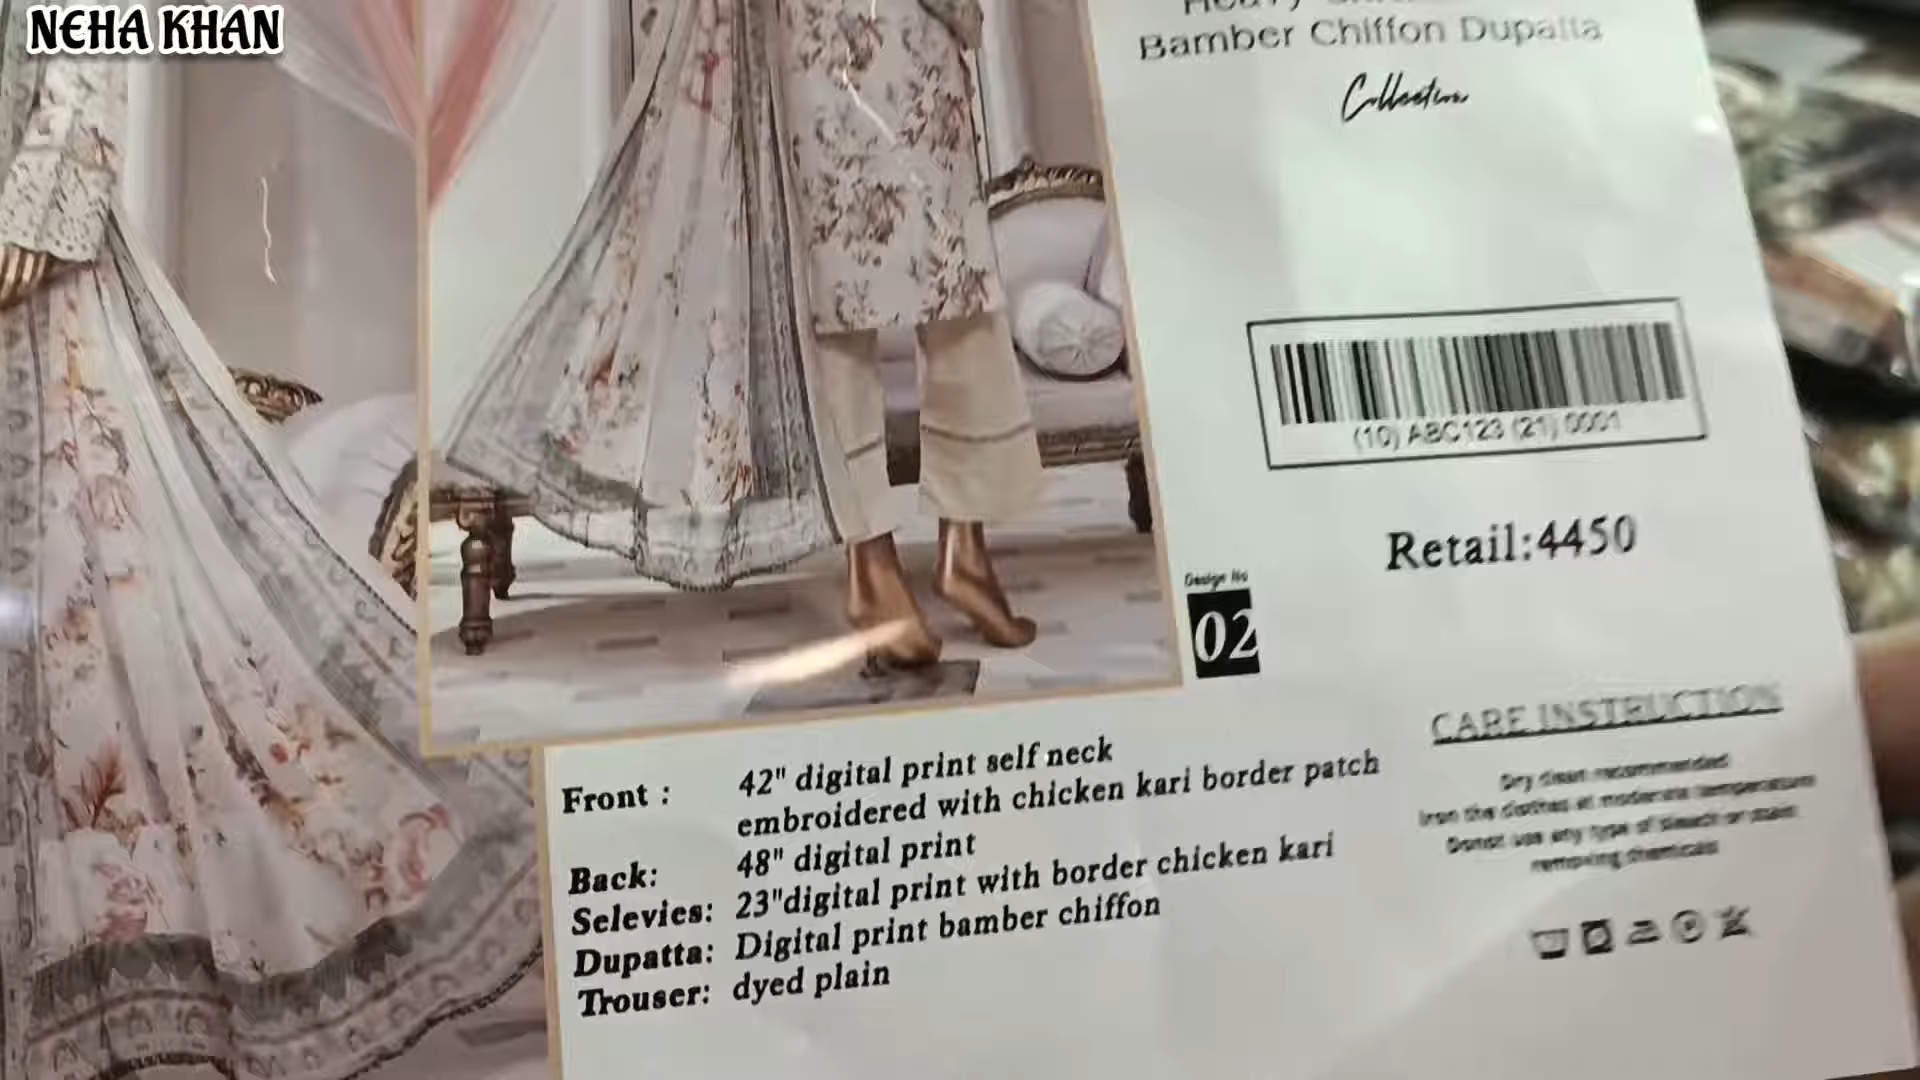 NEHA KHAN
Bamber Chiffon Dupatta
Collection
(10) ABC123 (21) 0001
Retail:4450
Design No
02
CARE INSTRUCTION
Dry clean recommended
Iron the clothes at moderate temperature
Donot use any type of bleach or stain
removing chemicals
Front : 42" digital print self neck
embroidered with chicken kari border patch
Back: 48" digital print
Selevies: 23"digital print with border chicken kari
Dupatta: Digital print bamber chiffon
Trouser: dyed plain